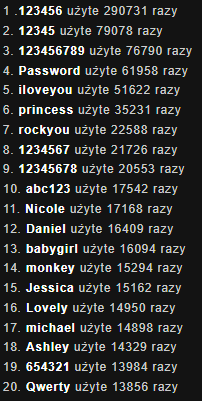 1 .123456 użyte 290731 razy
2. 12345 użyte 79078 razy
3. 123456789 użyte 76790 razy
4. Password użyte 61958 razy
5. iloveyou użyte 51622 razy
6. princess użyte 35231 razy
7. rockyou użyte 22588 razy
8. 1234567 użyte 21726 razy
9. 12345678 użyte 20553 razy
10. abc123 użyte 17542 razy
11. Nicole użyte 17168 razy
12. Daniel użyte 16409 razy
13. babygirl użyte 16094 razy
14. monkey użyte 15294 razy
15. Jessica użyte 15162 razy
16. Lovely użyte 14950 razy
17. michael użyte 14898 razy
18. Ashley użyte 14329 razy
19. 654321 użyte 13984 razy
20. Qwerty użyte 13856 razy